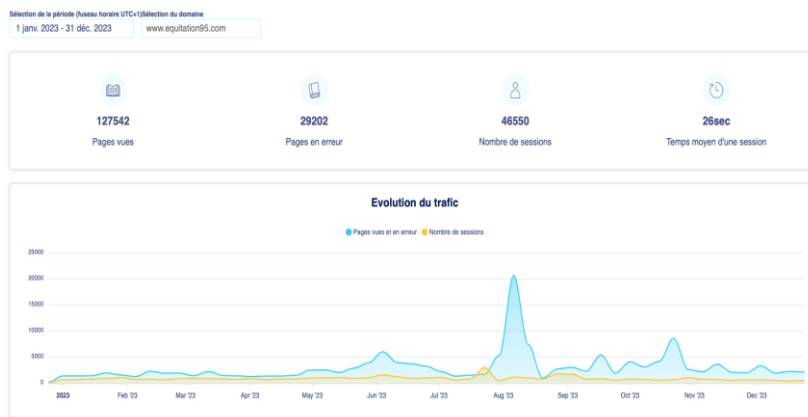 Sélection de la période (fuseau horaire UTC+1)Sélection du domaine
1 janv. 2023 - 31 déc. 2023 www.equitation95.com
127542 29202 46550 26sec
Pages vues Pages en erreur Nombre de sessions Temps moyen d'une session
Evolution du trafic
Pages vues et en erreur Nombre de sessions
25000
20000
15000
10000
5000
0
2023 Feb '23 Mar '23 Apr '23 May '23 Jun '23 Jul '23 Aug '23 Sep '23 Oct '23 Nov '23 Dec '23